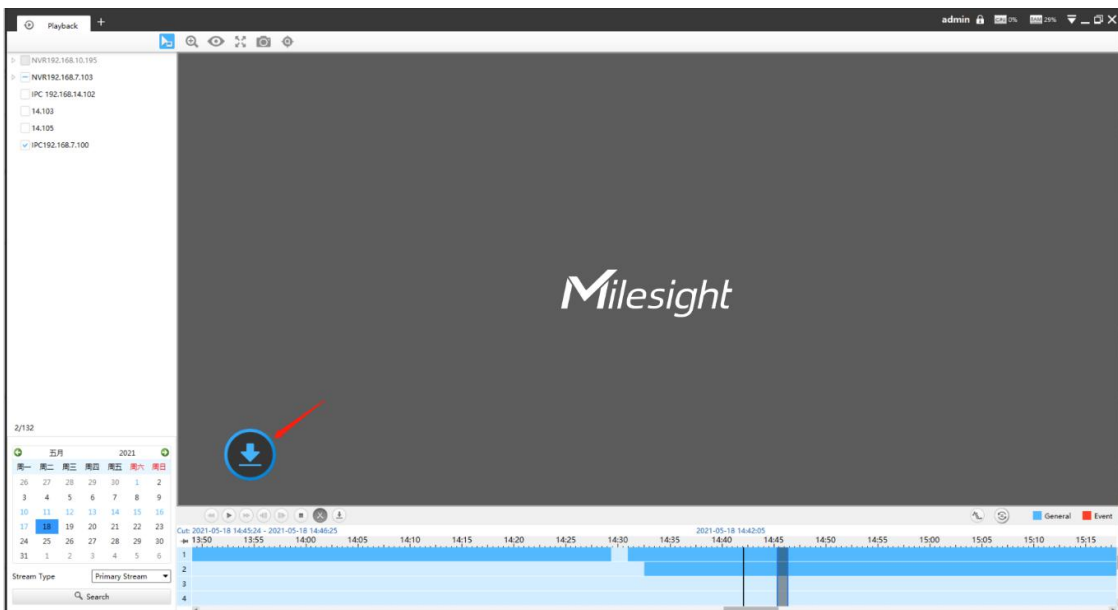 Playback +
admin CPU 0% RAM 29%
NVR192.168.10.195
NVR192.168.7.103
IPC 192.168.14.102
14.103
14.105
IPC192.168.7.100
Milesight
2/132
五月 2021
周一 周二 周三 周四 周五 周六 周日
26 27 28 29 30 1 2
3 4 5 6 7 8 9
10 11 12 13 14 15 16
17 18 19 20 21 22 23
24 25 26 27 28 29 30
31 1 2 3 4 5 6
Stream Type Primary Stream
Search
General Event
Cut: 2021-05-18 14:45:24 - 2021-05-18 14:46:25 2021-05-18 14:42:05
13:50 13:55 14:00 14:05 14:10 14:15 14:20 14:25 14:30 14:35 14:40 14:45 14:50 14:55 15:00 15:05 15:10 15:15
1
2
3
4